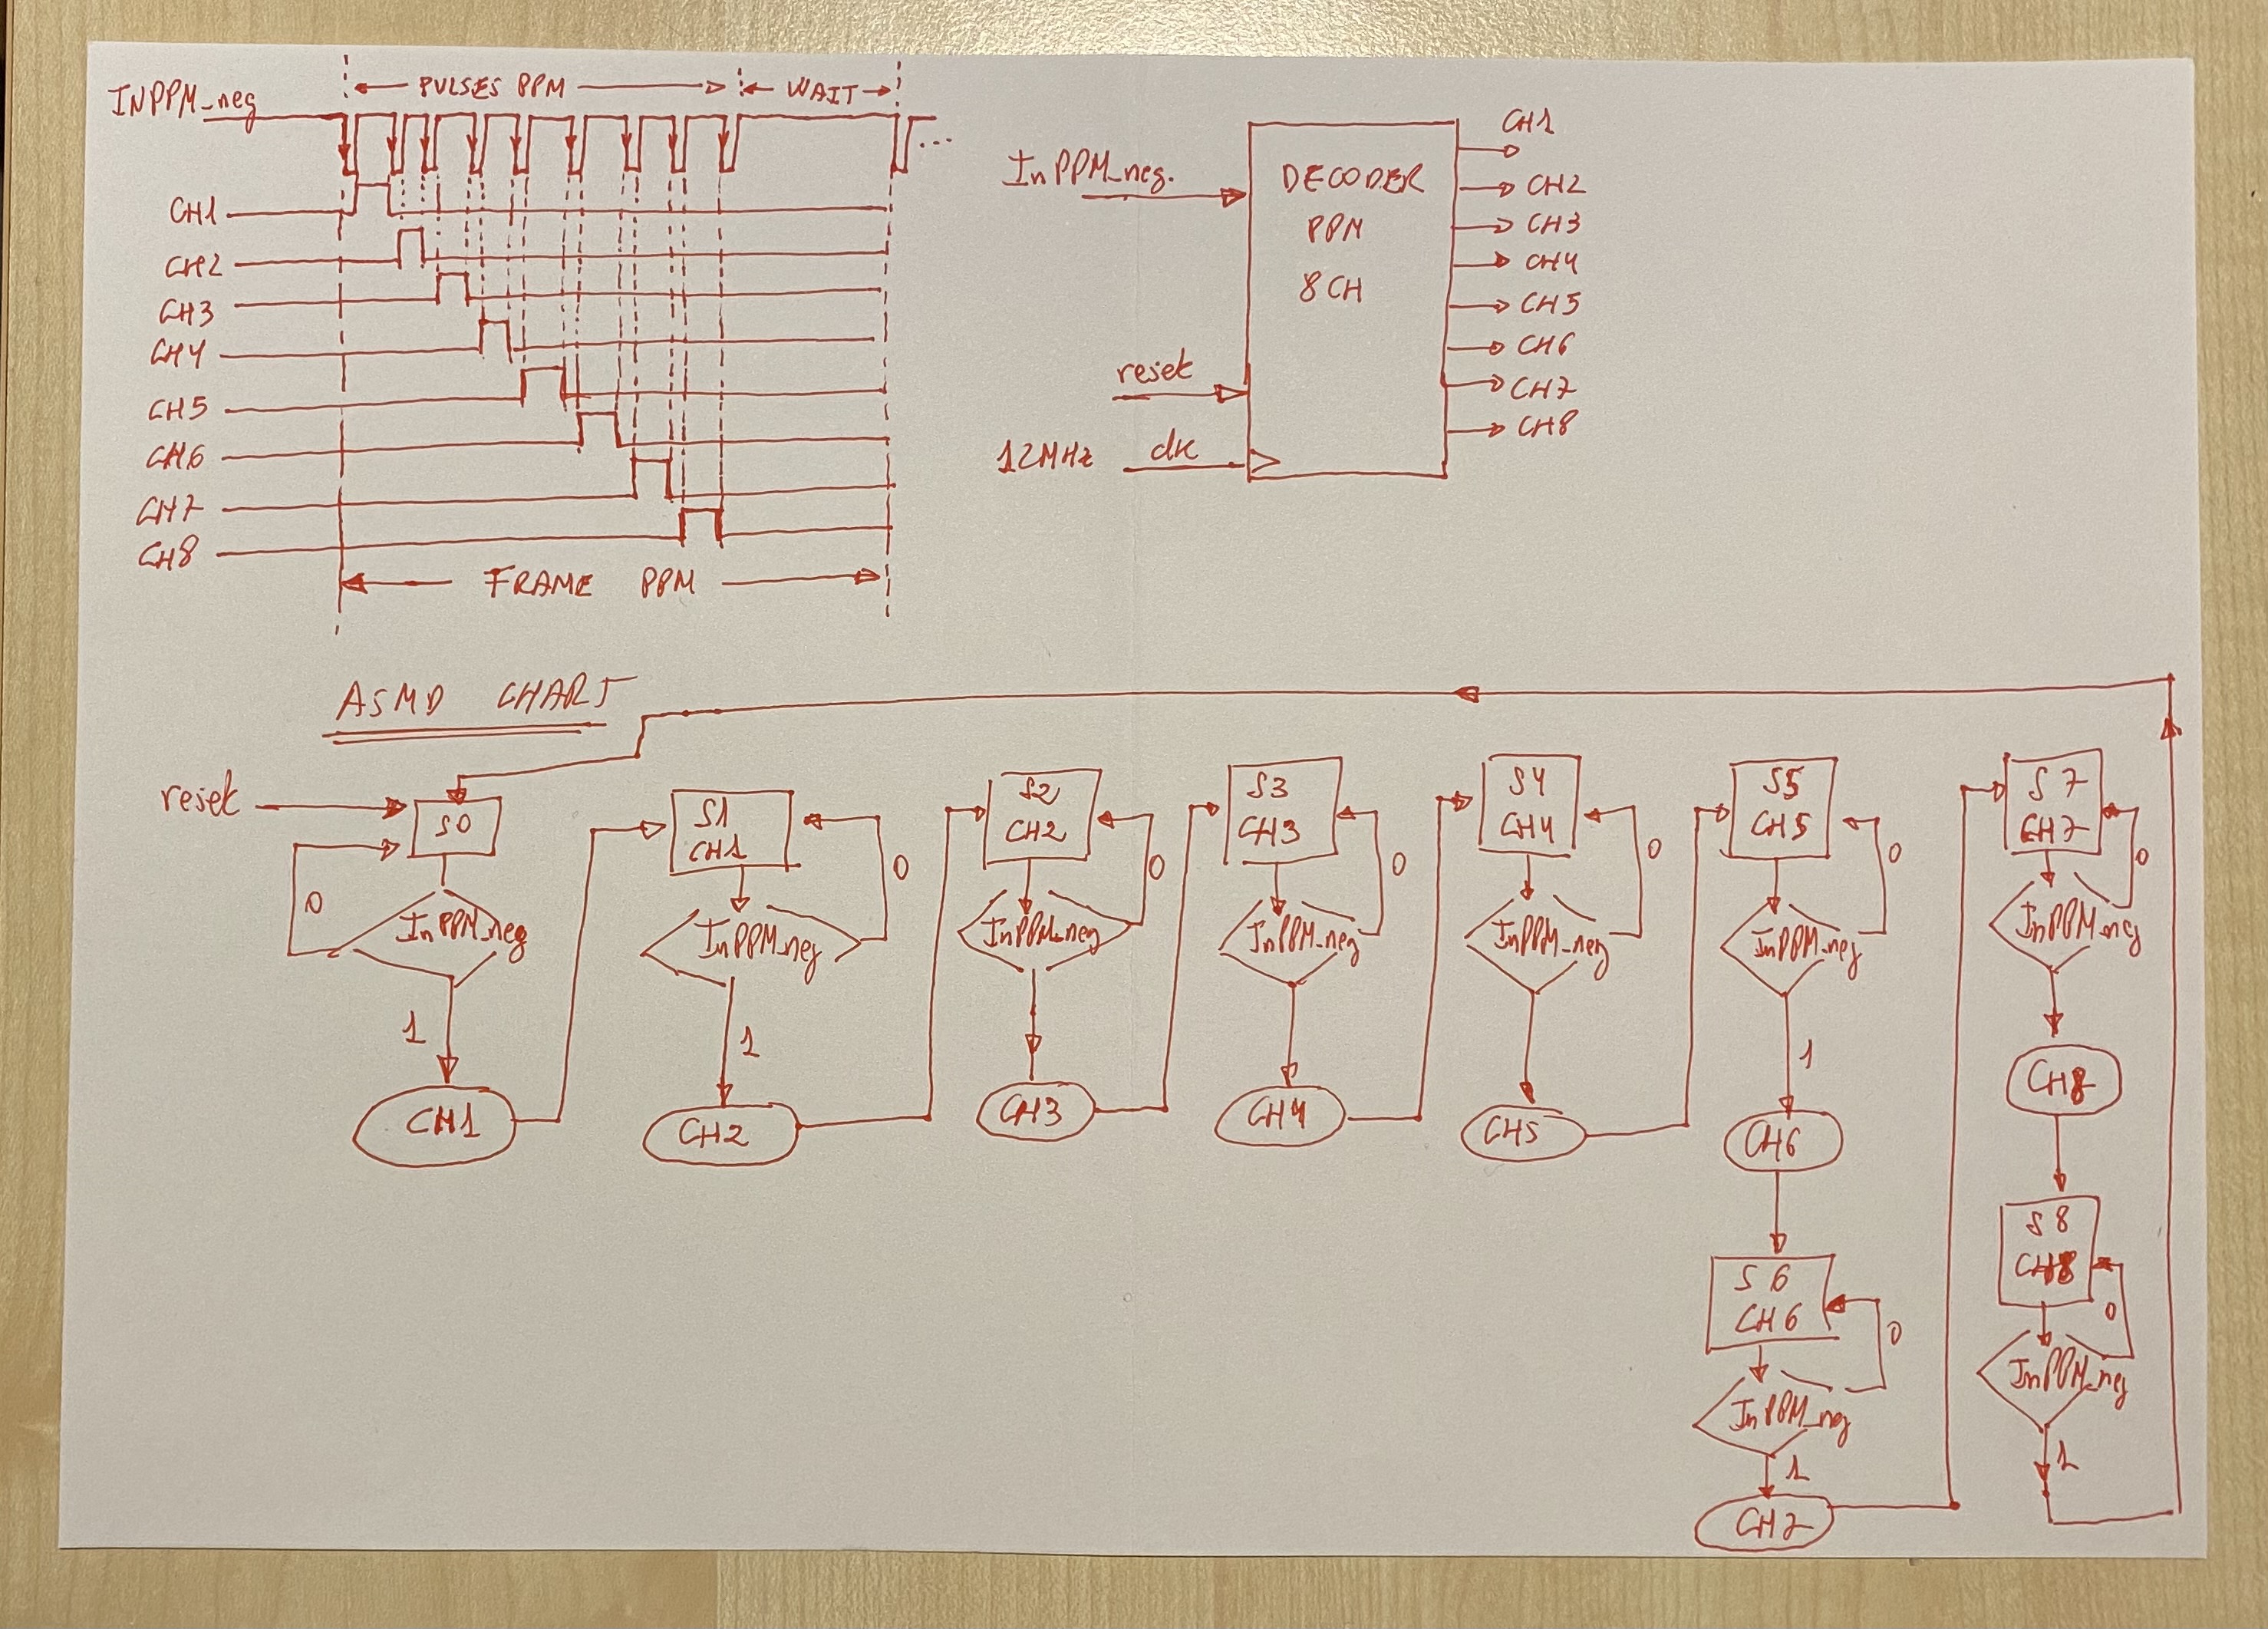 INPPM_neg
PULSES PPM
WAIT
...
CH1
CH2
CH3
CH4
CH5
CH6
CH7
CH8
FRAME PPM
InPPM_neg.
reset
12MHz clk
DECODER
PPM
8CH
CH1
CH2
CH3
CH4
CH5
CH6
CH7
CH8
ASMD CHART
reset
S0
0
InPPM_neg
1
CH1
S1
CH1
0
InPPM_neg
1
CH2
S2
CH2
0
InPPM_neg
CH3
S3
CH3
0
InPPM_neg
CH4
S4
CH4
0
InPPM_neg
CH5
S5
CH5
0
InPPM_neg
1
CH6
S6
CH6
0
InPPM_neg
1
CH7
S7
CH7
0
InPPM_neg
CH8
S8
CH8
0
InPPM_neg
1